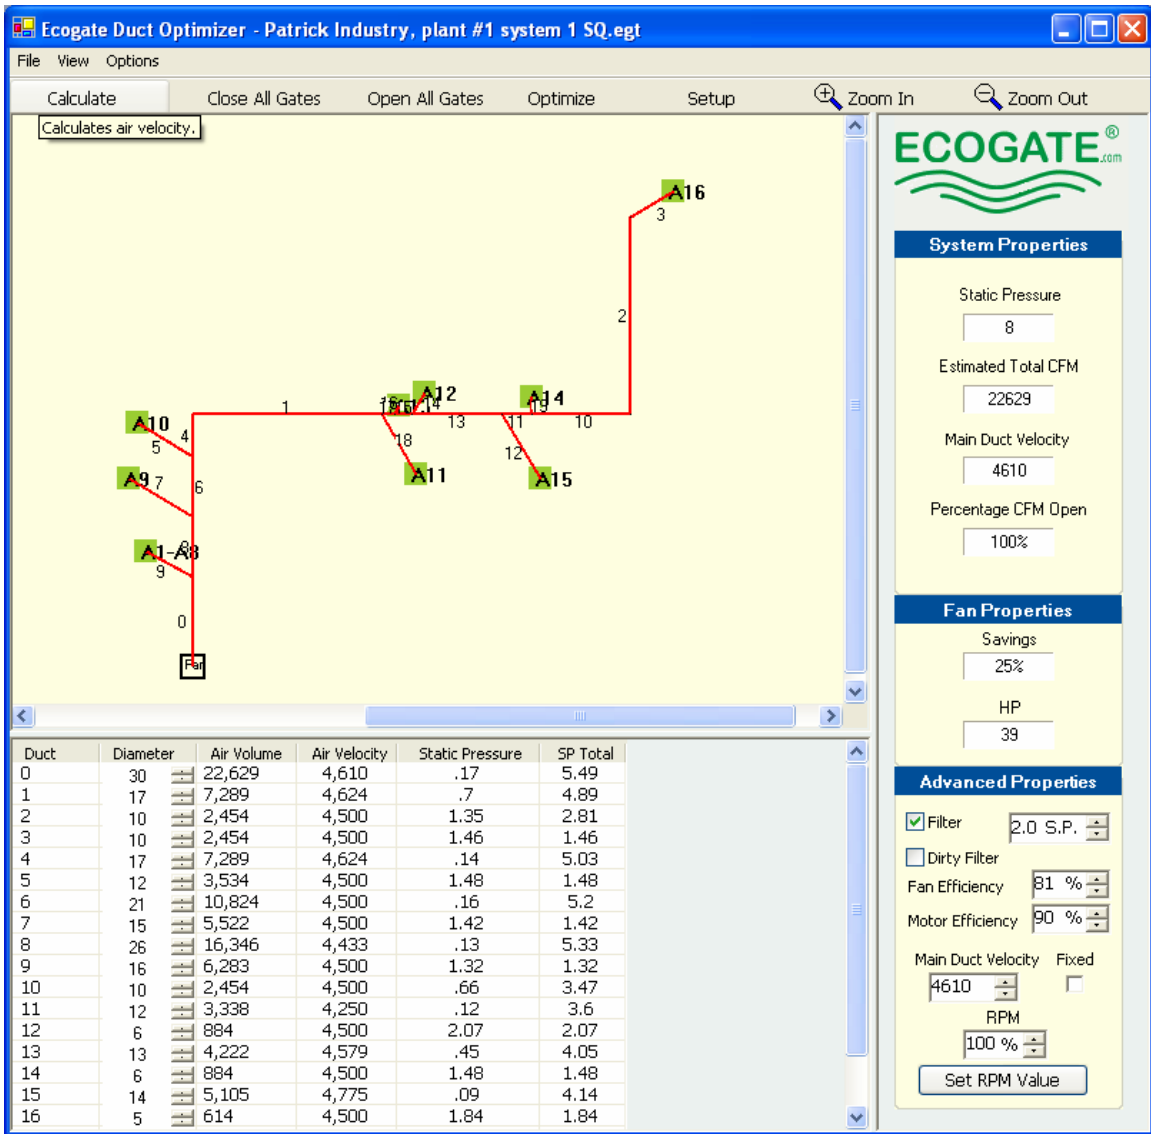 Ecogate Duct Optimizer - Patrick Industry, plant #1 system 1 SQ.egt
File View Options
Calculate Close All Gates Open All Gates Optimize Setup Zoom In Zoom Out
Calculates air velocity.
A16
3
2
A12
14
A14
19
1
13
11
10
18
12
A11
A15
A10
4
5
A9
7
6
A1-A8
8
9
0
Fan
Duct Diameter Air Volume Air Velocity Static Pressure SP Total
0 30 22,629 4,610 .17 5.49
1 17 7,289 4,624 .7 4.89
2 10 2,454 4,500 1.35 2.81
3 10 2,454 4,500 1.46 1.46
4 17 7,289 4,624 .14 5.03
5 12 3,534 4,500 1.48 1.48
6 21 10,824 4,500 .16 5.2
7 15 5,522 4,500 1.42 1.42
8 26 16,346 4,433 .13 5.33
9 16 6,283 4,500 1.32 1.32
10 10 2,454 4,500 .66 3.47
11 12 3,338 4,250 .12 3.6
12 6 884 4,500 2.07 2.07
13 13 4,222 4,579 .45 4.05
14 6 884 4,500 1.48 1.48
15 14 5,105 4,775 .09 4.14
16 5 614 4,500 1.84 1.84
ECOGATE®.com
System Properties
Static Pressure
8
Estimated Total CFM
22629
Main Duct Velocity
4610
Percentage CFM Open
100%
Fan Properties
Savings
25%
HP
39
Advanced Properties
Filter 2.0 S.P.
Dirty Filter
Fan Efficiency 81 %
Motor Efficiency 90 %
Main Duct Velocity Fixed
4610
RPM
100 %
Set RPM Value